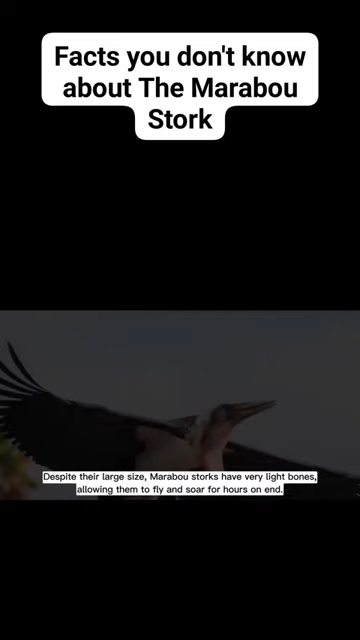 Facts you don't know
about The Marabou
Stork
Despite their large size, Marabou storks have very light bones,
allowing them to fly and soar for hours on end.